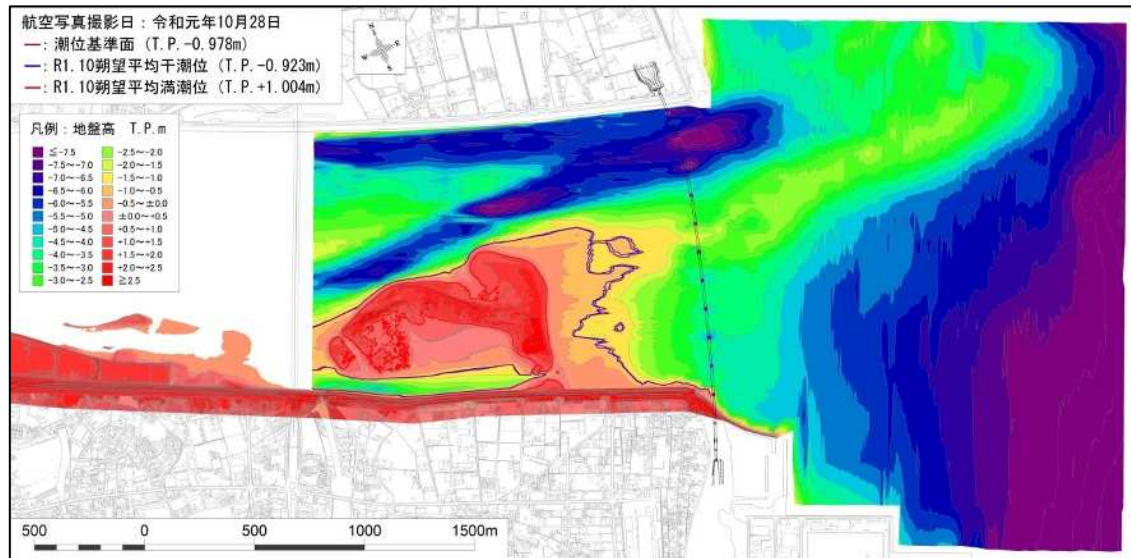 航空写真撮影日：令和元年10月28日
―: 潮位基準面 (T.P.-0.978m)
―: R1.10朔望平均干潮位 (T.P.-0.923m)
―: R1.10朔望平均満潮位 (T.P.+1.004m)
凡例：地盤高 T.P.m
≦-7.5
-7.5～-7.0
-7.0～-6.5
-6.5～-6.0
-6.0～-5.5
-5.5～-5.0
-5.0～-4.5
-4.5～-4.0
-4.0～-3.5
-3.5～-3.0
-3.0～-2.5
-2.5～-2.0
-2.0～-1.5
-1.5～-1.0
-1.0～-0.5
-0.5～±0.0
±0.0～+0.5
+0.5～+1.0
+1.0～+1.5
+1.5～+2.0
+2.0～+2.5
≧2.5
N
E
S
W
500 0 500 1000 1500m